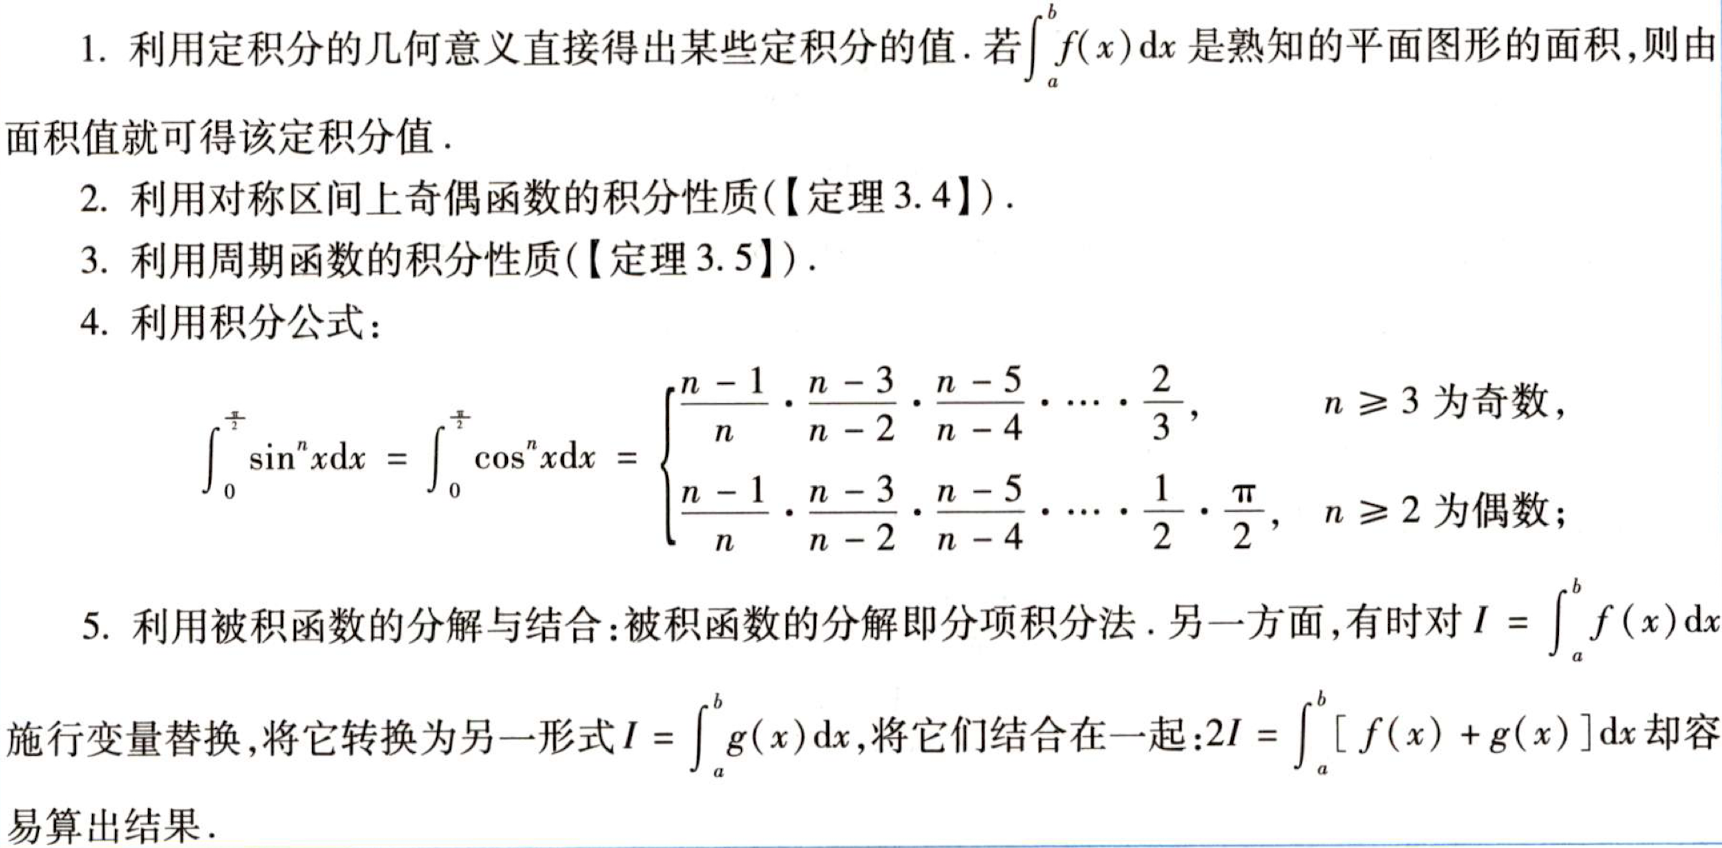 1. 利用定积分的几何意义直接得出某些定积分的值. 若$\int_a^b f(x)\mathrm{d}x$ 是熟知的平面图形的面积,则由
面积值就可得该定积分值.
2. 利用对称区间上奇偶函数的积分性质(【定理3.4】).
3. 利用周期函数的积分性质(【定理3.5】).
4. 利用积分公式:
$\int_0^{\frac{\pi}{2}} \sin^n x\mathrm{d}x = \int_0^{\frac{\pi}{2}} \cos^n x\mathrm{d}x = \begin{cases} \frac{n-1}{n} \cdot \frac{n-3}{n-2} \cdot \frac{n-5}{n-4} \cdot \cdots \cdot \frac{2}{3}, & n \geqslant 3 \text{ 为奇数}, \\ \frac{n-1}{n} \cdot \frac{n-3}{n-2} \cdot \frac{n-5}{n-4} \cdot \cdots \cdot \frac{1}{2} \cdot \frac{\pi}{2}, & n \geqslant 2 \text{ 为偶数}; \end{cases}$
5. 利用被积函数的分解与结合:被积函数的分解即分项积分法. 另一方面,有时对 $I = \int_a^b f(x)\mathrm{d}x$
施行变量替换,将它转换为另一形式$I = \int_a^b g(x)\mathrm{d}x$,将它们结合在一起:$2I = \int_a^b [f(x) + g(x)]\mathrm{d}x$却容
易算出结果.